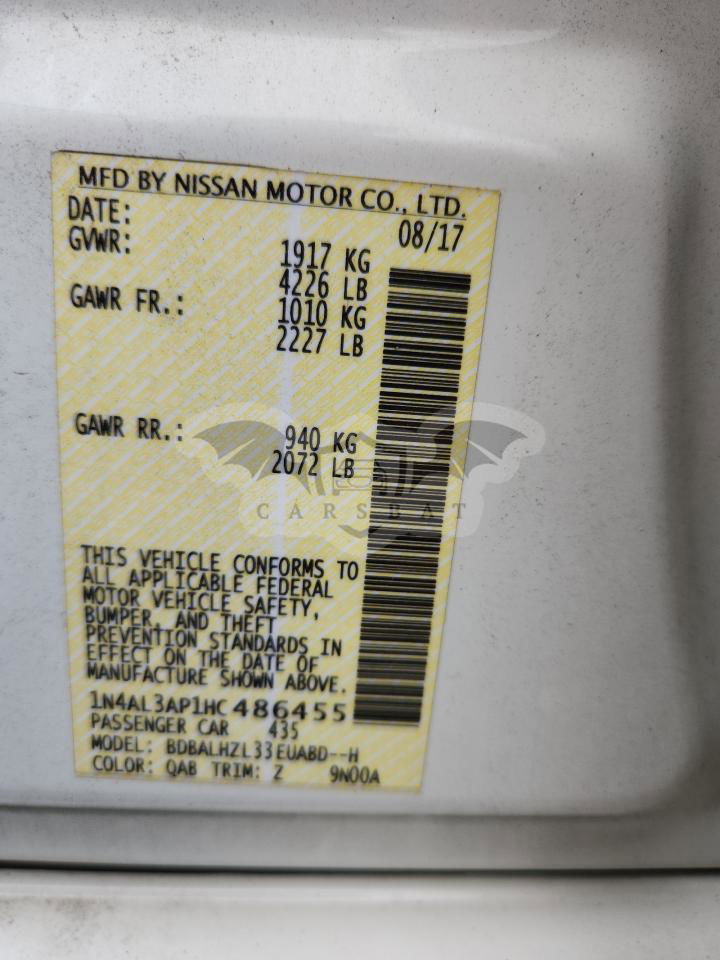 MFD BY NISSAN MOTOR CO., LTD.
DATE: 08/17
GVWR: 1917 KG
4226 LB
GAWR FR.: 1010 KG
2227 LB
GAWR RR.: 940 KG
2072 LB
CARSBAT
THIS VEHICLE CONFORMS TO
ALL APPLICABLE FEDERAL
MOTOR VEHICLE SAFETY,
BUMPER, AND THEFT
PREVENTION STANDARDS IN
EFFECT ON THE DATE OF
MANUFACTURE SHOWN ABOVE.
1N4AL3AP1HC486455
PASSENGER CAR 435
MODEL: BDBALHZL33EUABD--H
COLOR: QAB TRIM: Z 9N00A